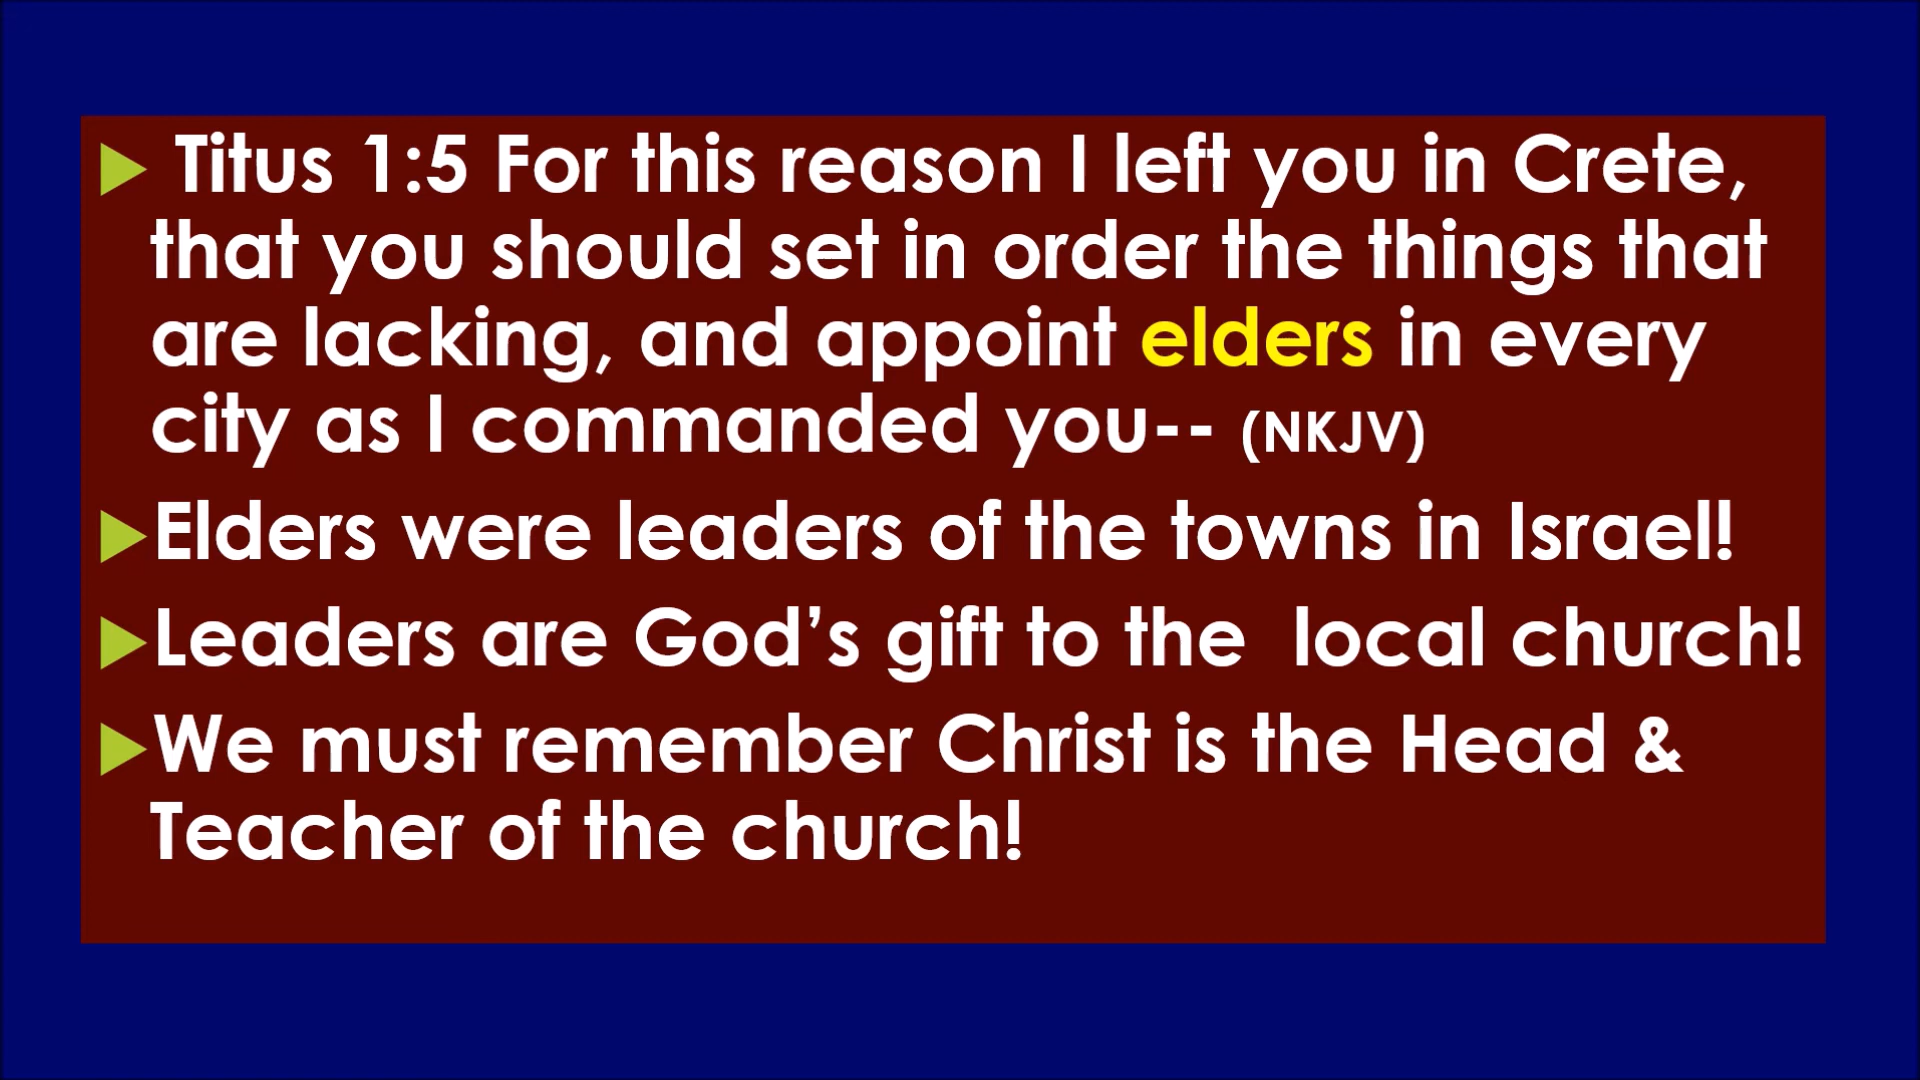 Titus 1:5 For this reason I left you in Crete,
that you should set in order the things that
are lacking, and appoint elders in every
city as I commanded you-- (NKJV)
Elders were leaders of the towns in Israel!
Leaders are God’s gift to the  local church!
We must remember Christ is the Head &
Teacher of the church!